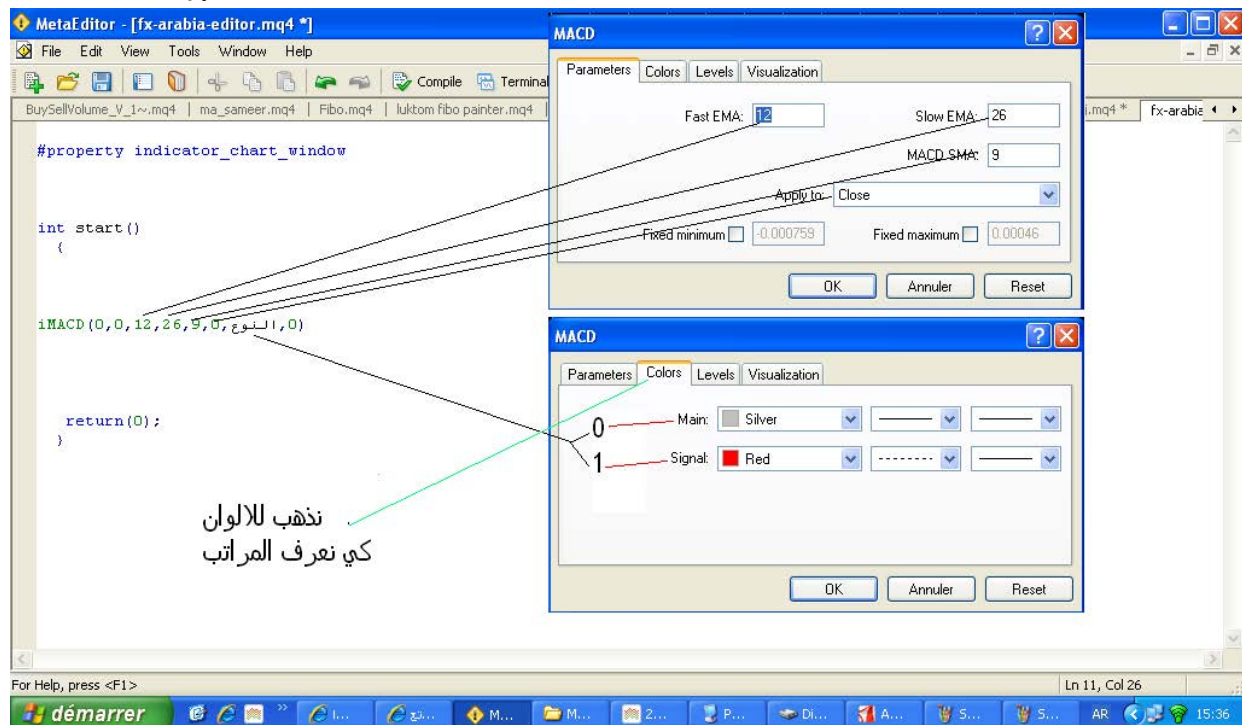 MetaEditor - [fx-arabia-editor.mq4 *]
File Edit View Tools Window Help
Compile Terminal
BuySellVolume_V_1~.mq4 | ma_sameer.mq4 | Fibo.mq4 | luktom fibo painter.mq4 | i.mq4 * fx-arabia
#property indicator_chart_window
int start()
{
iMACD(0,0,12,26,9,0,النوع,0)
return(0);
}
نذهب للالوان
كي نعرف المراتب
MACD
Parameters Colors Levels Visualization
Fast EMA: 12 Slow EMA: 26
MACD SMA: 9
Apply to: Close
Fixed minimum -0.000759 Fixed maximum 0.00046
OK Annuler Reset
MACD
Parameters Colors Levels Visualization
0 Main: Silver
1 Signal: Red
OK Annuler Reset
For Help, press <F1> Ln 11, Col 26
démarrer M... M... 2... P... Di... A... S... S... AR 15:36